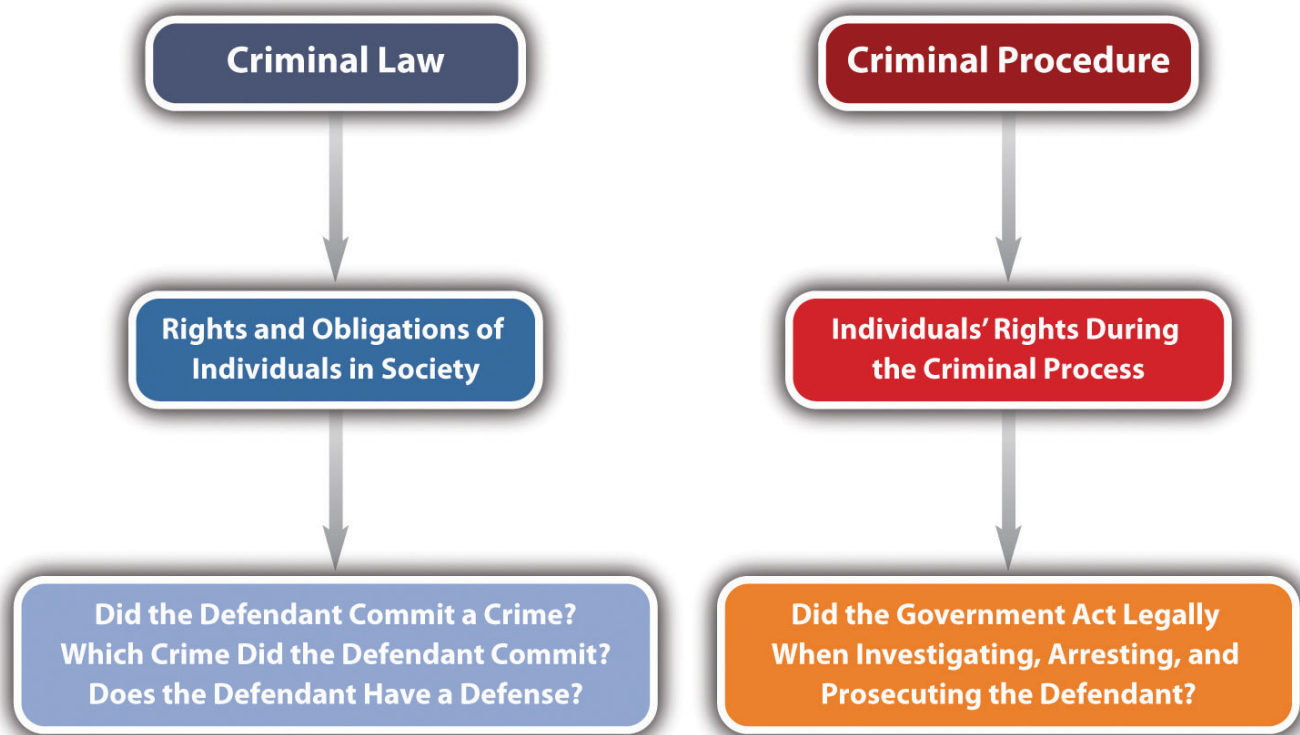 Criminal Law
Rights and Obligations of
Individuals in Society
Did the Defendant Commit a Crime?
Which Crime Did the Defendant Commit?
Does the Defendant Have a Defense?
Criminal Procedure
Individuals’ Rights During
the Criminal Process
Did the Government Act Legally
When Investigating, Arresting, and
Prosecuting the Defendant?